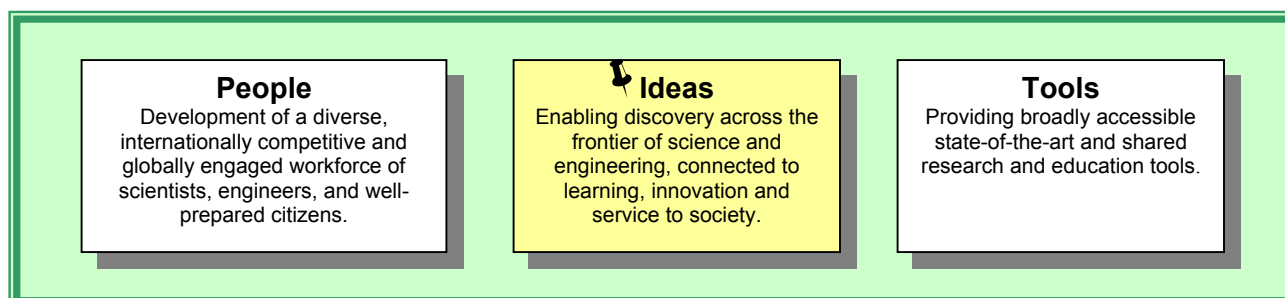 People
Development of a diverse,
internationally competitive and
globally engaged workforce of
scientists, engineers, and well-
prepared citizens.
Ideas
Enabling discovery across the
frontier of science and
engineering, connected to
learning, innovation and
service to society.
Tools
Providing broadly accessible
state-of-the-art and shared
research and education tools.